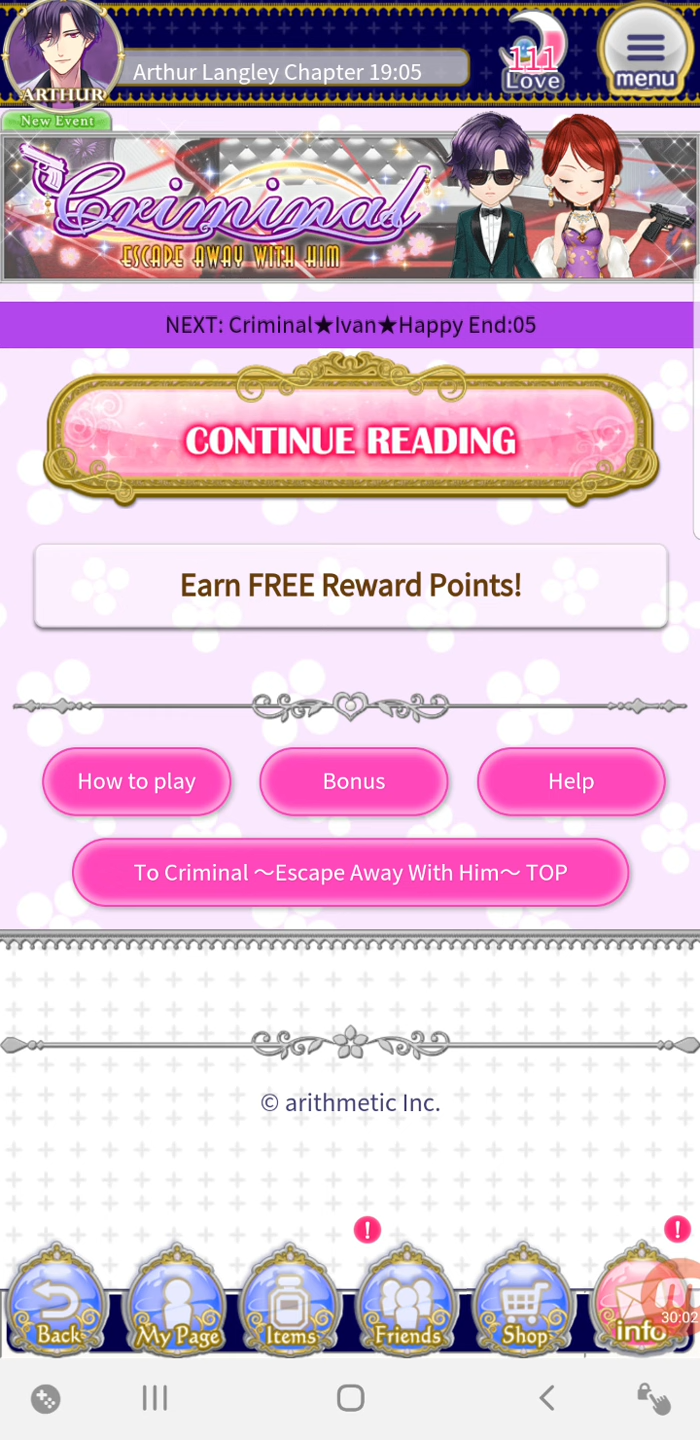 ARTHUR
Arthur Langley Chapter 19:05
111
Love
menu
New Event
Criminal
ESCAPE AWAY WITH HIM
NEXT: Criminal★Ivan★Happy End:05
CONTINUE READING
Earn FREE Reward Points!
How to play
Bonus
Help
To Criminal ～Escape Away With Him～ TOP
© arithmetic Inc.
!
!
Back
My Page
Items
Friends
Shop
info
30:02